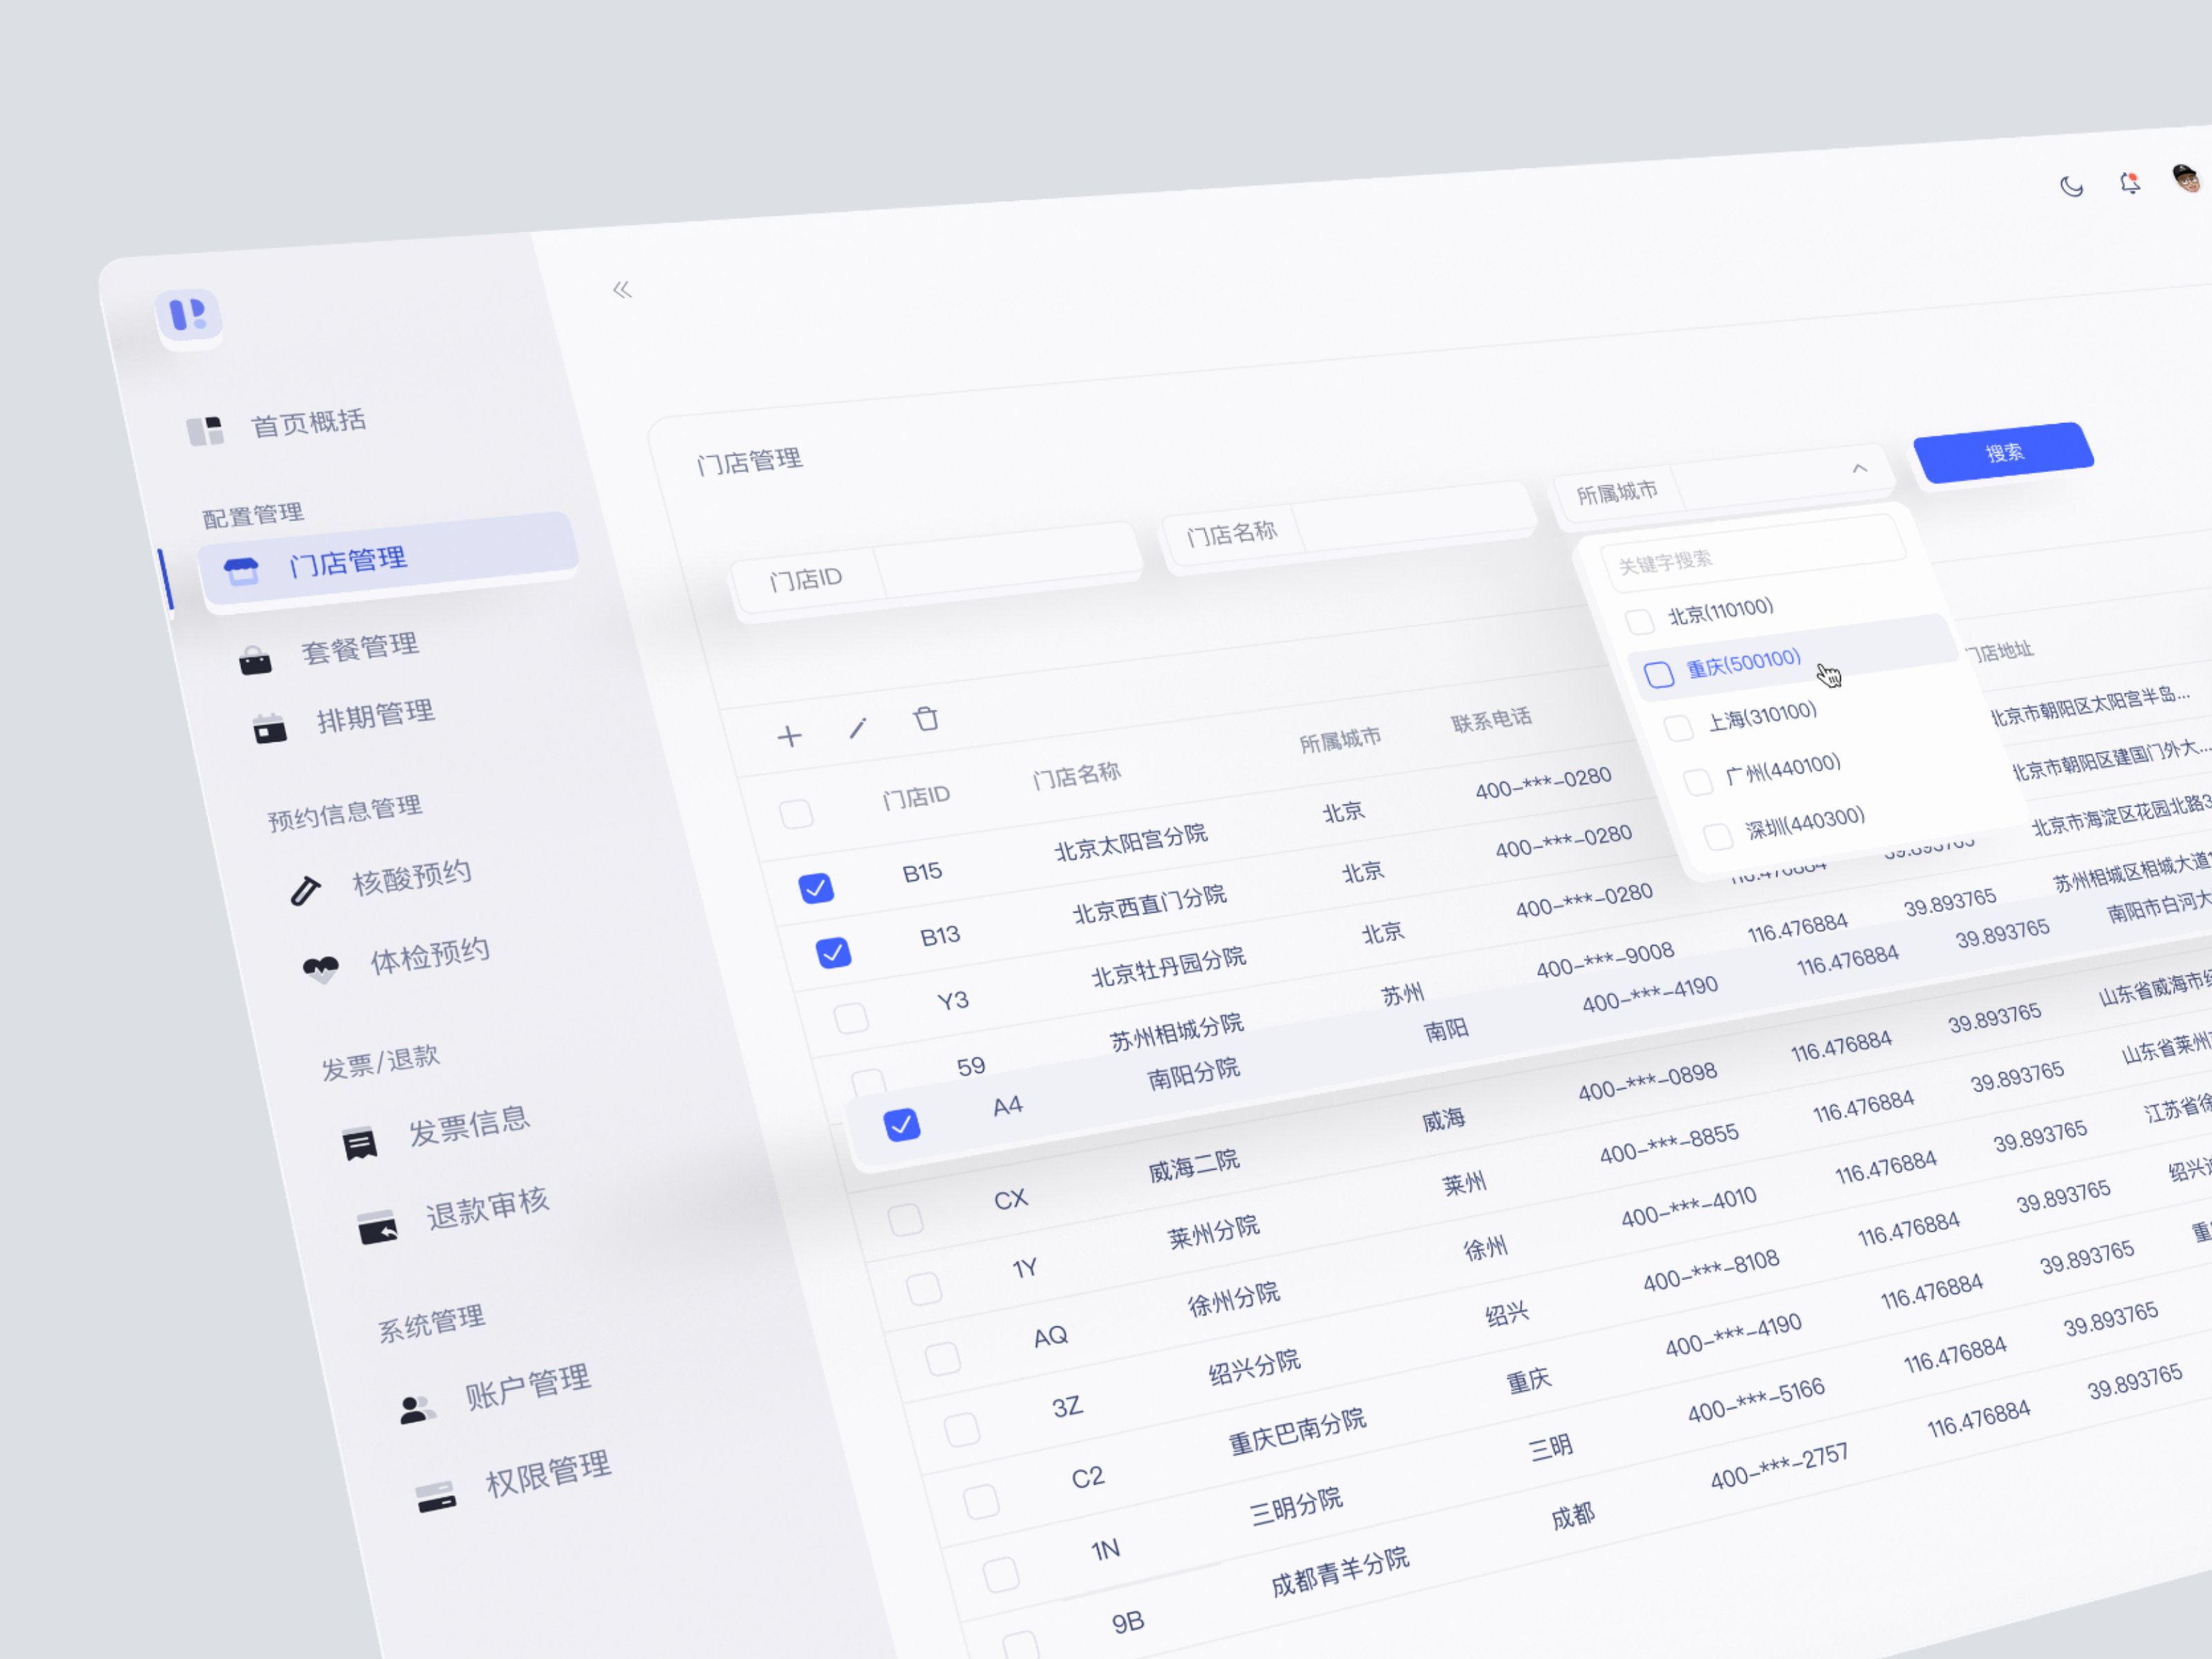 首页概括
配置管理
门店管理
套餐管理
排期管理
预约信息管理
核酸预约
体检预约
发票/退款
发票信息
退款审核
系统管理
账户管理
权限管理
门店管理
门店ID
门店名称
所属城市
搜索
关键字搜索
北京(110100)
重庆(500100)
上海(310100)
广州(440100)
深圳(440300)
门店ID 门店名称 所属城市 联系电话 门店地址
B15 北京太阳宫分院 北京 400-***-0280 北京市朝阳区太阳宫半岛...
B13 北京西直门分院 北京 400-***-0280 北京市朝阳区建国门外大...
Y3 北京牡丹园分院 北京 400-***-0280 116.476884 39.893765 北京市海淀区花园北路3
59 苏州相城分院 苏州 400-***-9008 116.476884 39.893765 苏州相城区相城大道
A4 南阳分院 南阳 400-***-4190 116.476884 39.893765 南阳市白河大
CX 威海二院 威海 400-***-0898 116.476884 39.893765 山东省威海市经
1Y 莱州分院 莱州 400-***-8855 116.476884 39.893765 山东省莱州
AQ 徐州分院 徐州 400-***-4010 116.476884 39.893765 江苏省徐
3Z 绍兴分院 绍兴 400-***-8108 116.476884 39.893765 绍兴
C2 重庆巴南分院 重庆 400-***-4190 116.476884 39.893765 重
1N 三明分院 三明 400-***-5166 116.476884 39.893765
9B 成都青羊分院 成都 400-***-2757 116.476884 39.893765